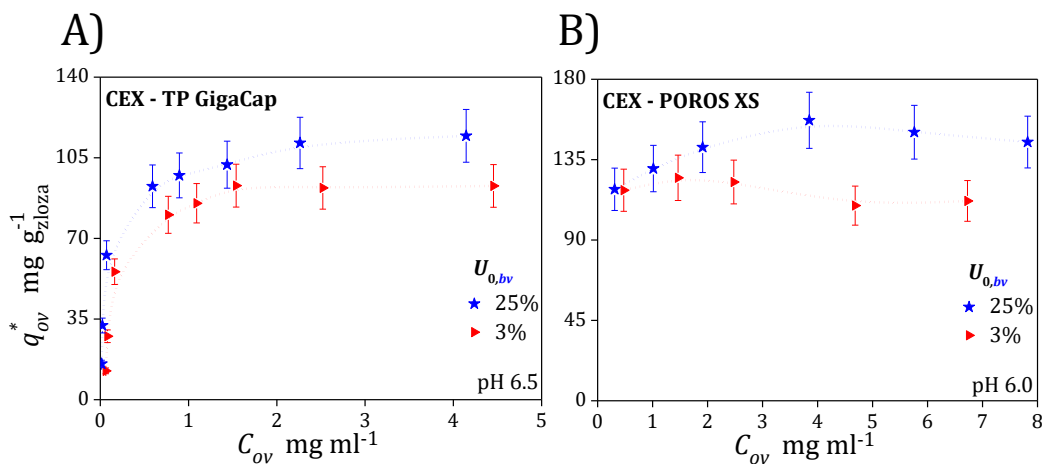 A)
CEX - TP GigaCap
140
105
70
35
0
q*ov mg g-1zloza
U0,bv
25%
3%
pH 6.5
0 1 2 3 4 5
Cov mg ml-1
B)
CEX - POROS XS
180
135
90
45
0
U0,bv
25%
3%
pH 6.0
0 1 2 3 4 5 6 7 8
Cov mg ml-1